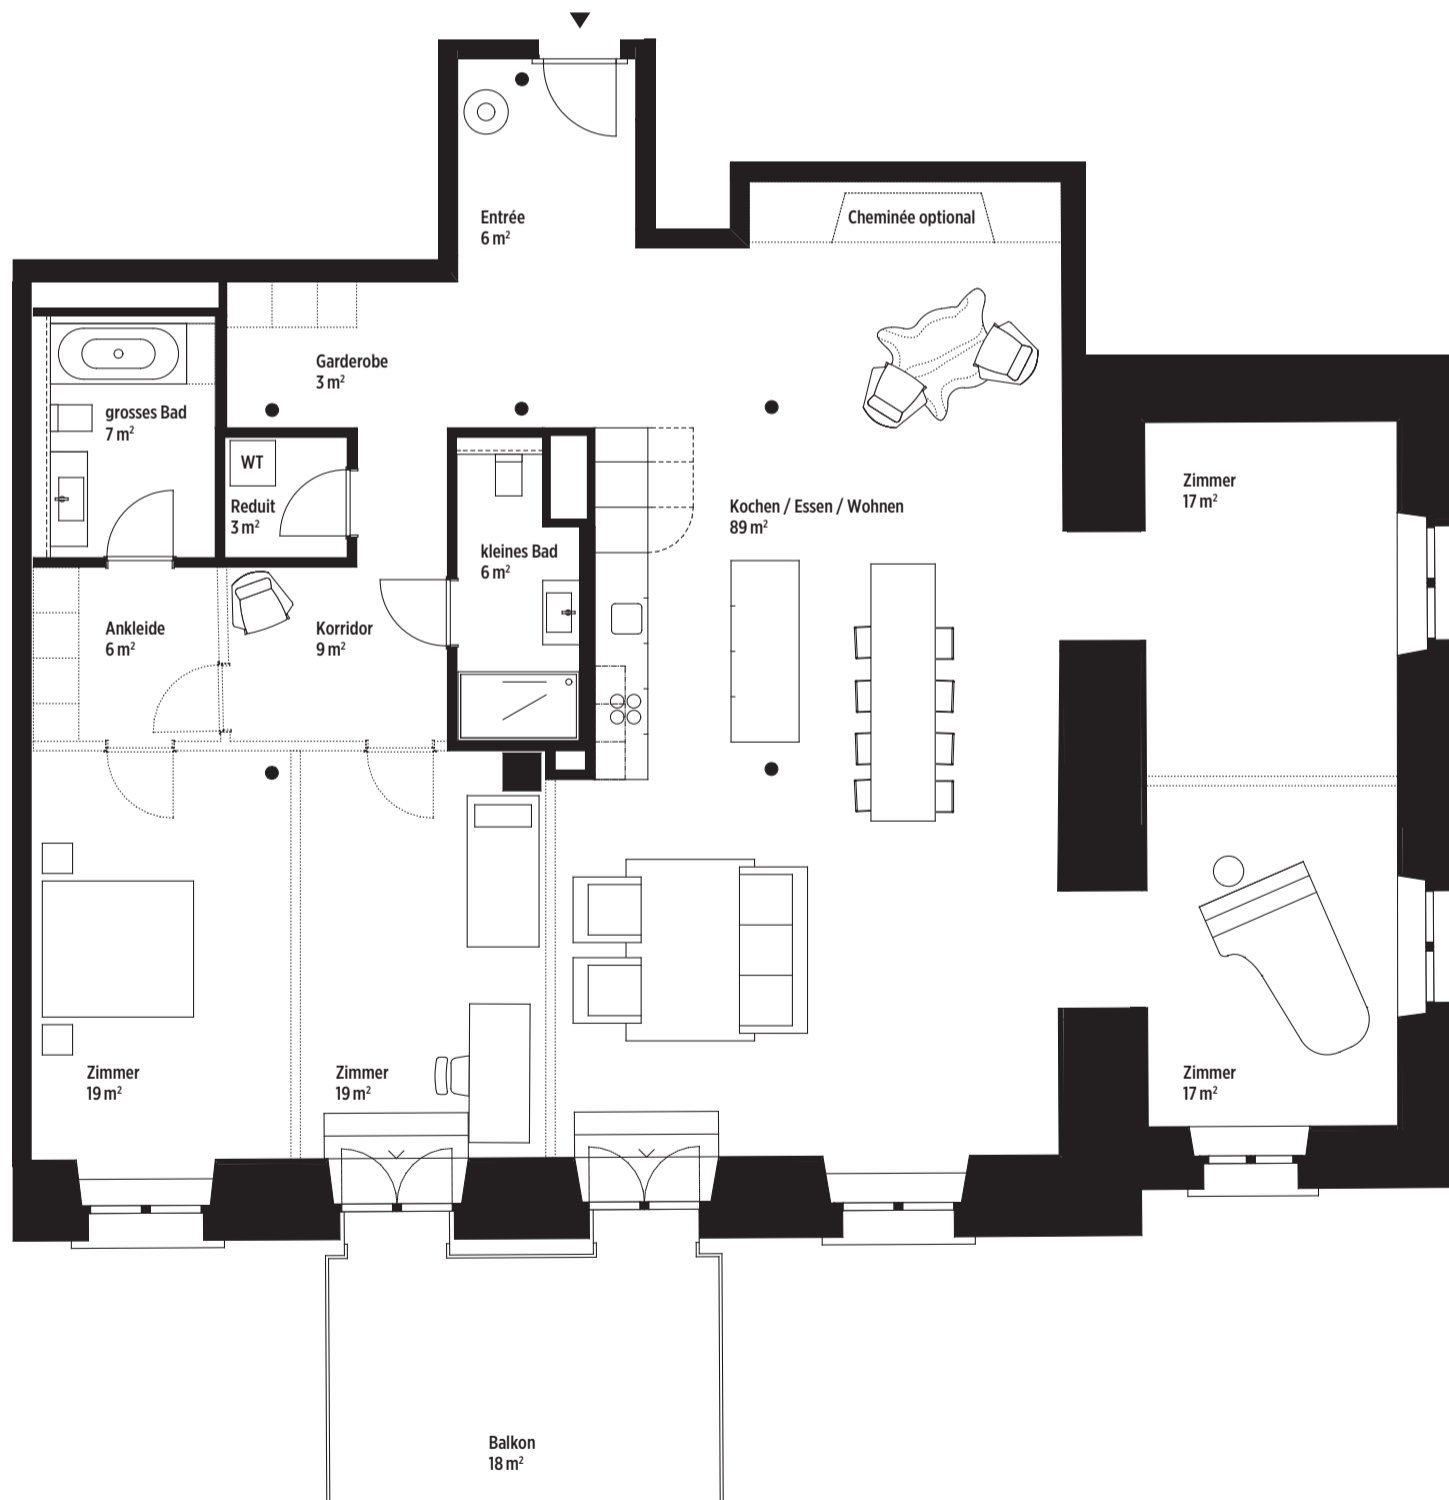 Entrée
6 m²
Cheminée optional
Garderobe
3 m²
grosses Bad
7 m²
WT
Reduit
3 m²
kleines Bad
6 m²
Kochen / Essen / Wohnen
89 m²
Zimmer
17 m²
Ankleide
6 m²
Korridor
9 m²
Zimmer
19 m²
Zimmer
19 m²
Zimmer
17 m²
Balkon
18 m²